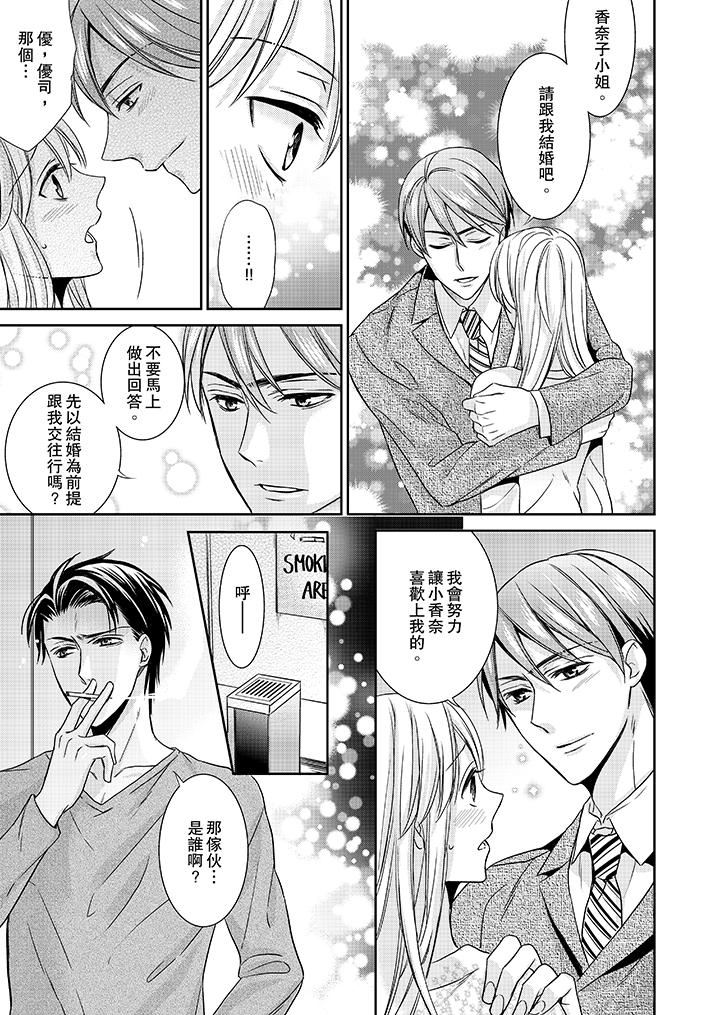 香奈子小姐。
請跟我結婚吧。
……!!
優，優司，
那個…
不要馬上
做出回答。
先以結婚為前提
跟我交往行嗎？
我會努力
讓小香奈
喜歡上我的。
SMOKI
ARE
呼——
那傢伙…
是誰啊？